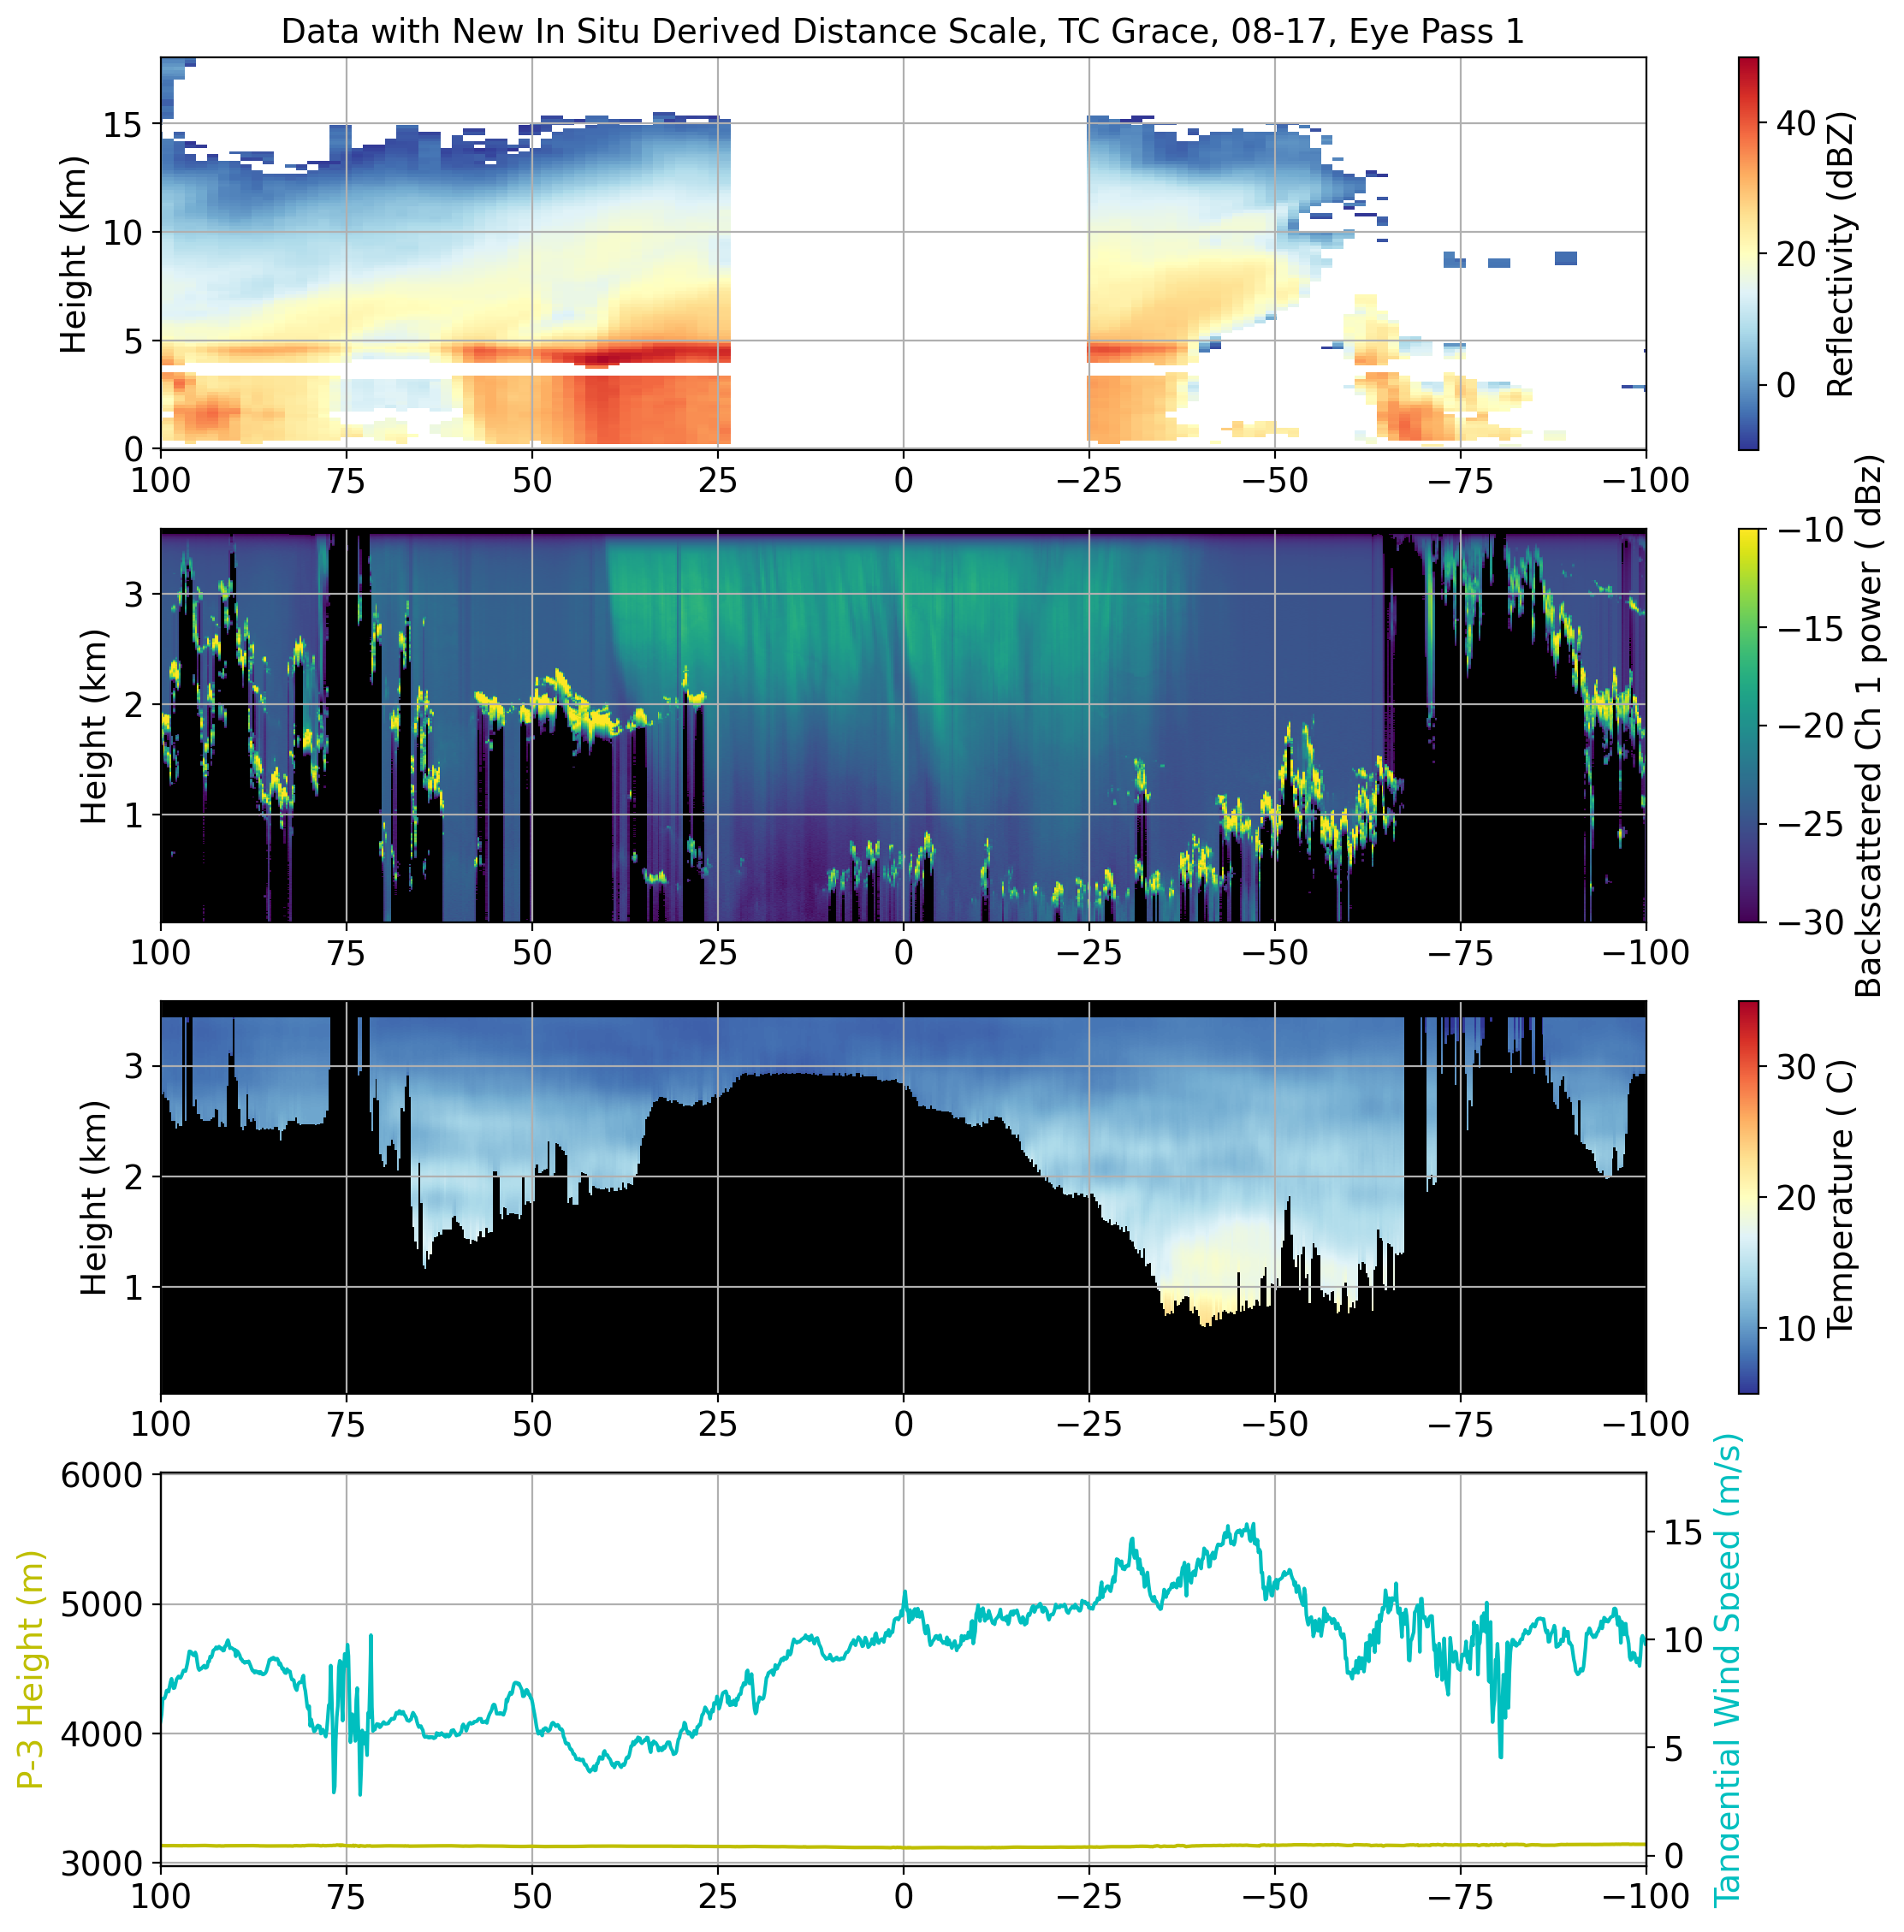 Data with New In Situ Derived Distance Scale, TC Grace, 08-17, Eye Pass 1
Height (Km)
15
10
5
0
100 75 50 25 0 −25 −50 −75 −100
40
20
0
Reflectivity (dBZ)
Height (km)
3
2
1
100 75 50 25 0 −25 −50 −75 −100
−10
−15
−20
−25
−30
Backscattered Ch 1 power ( dBz)
Height (km)
3
2
1
100 75 50 25 0 −25 −50 −75 −100
30
20
10
Temperature ( C)
P-3 Height (m)
6000
5000
4000
3000
100 75 50 25 0 −25 −50 −75 −100
15
10
5
0
Tangential Wind Speed (m/s)